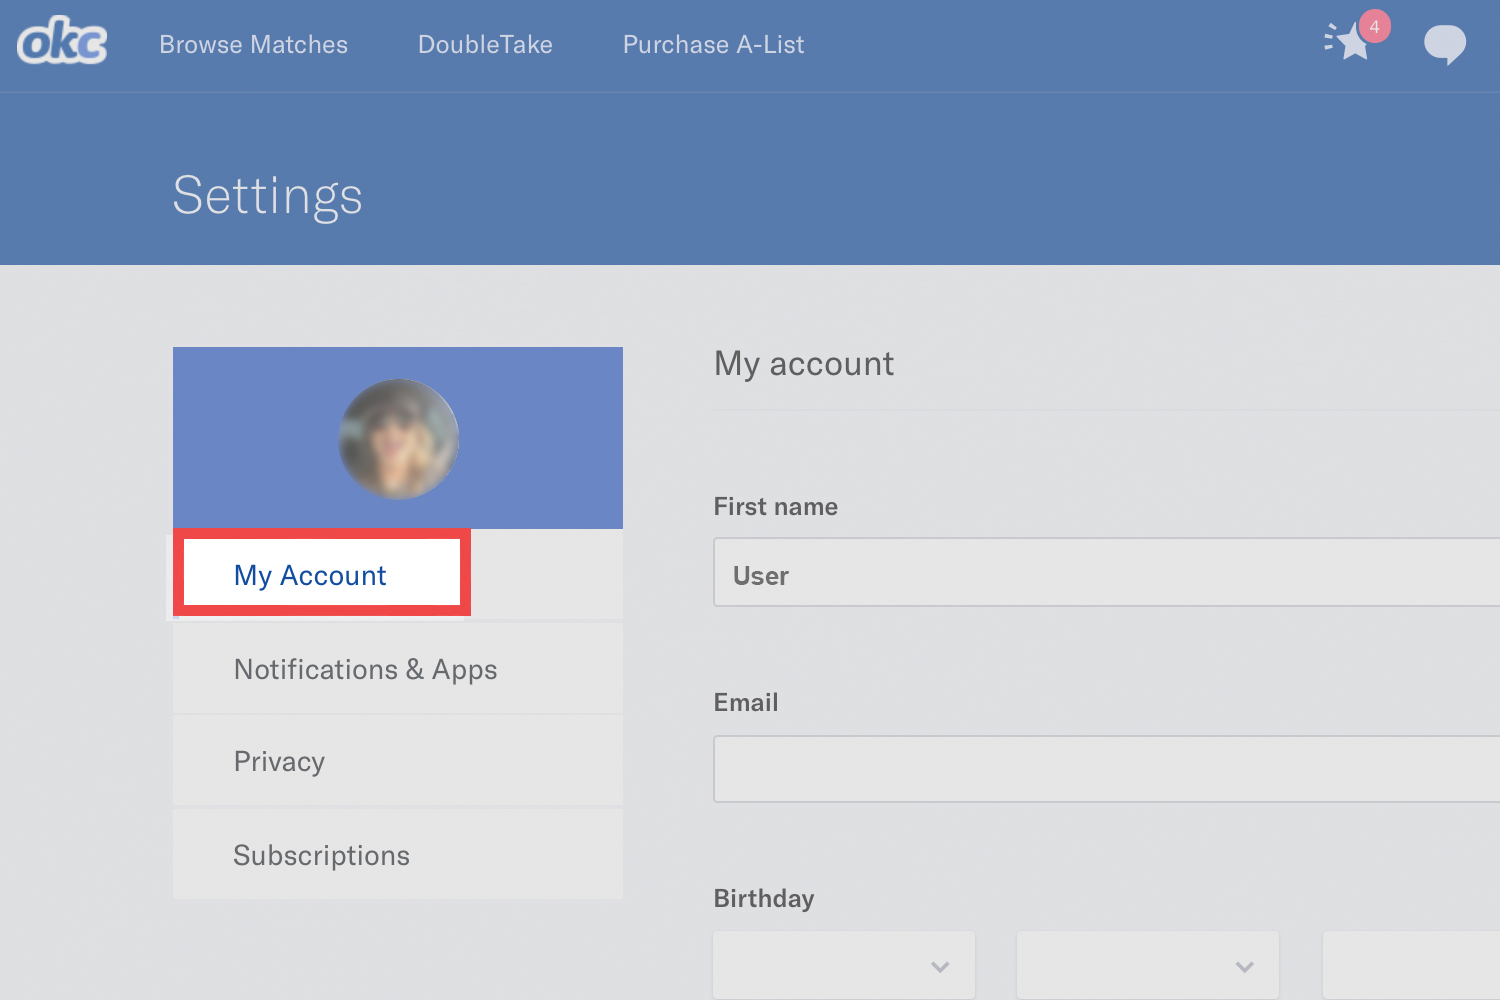 okc
Browse Matches
DoubleTake
Purchase A-List
4
Settings
My Account
Notifications & Apps
Privacy
Subscriptions
My account
First name
User
Email
Birthday